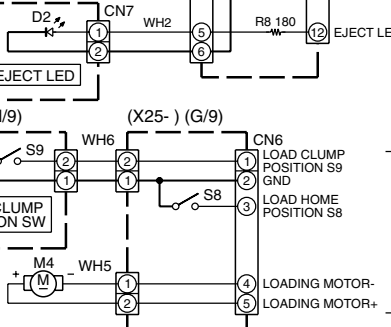 CN7
D2
WH2
R8 180
1
5
12
EJECT LE
2
6
EJECT LED
/9)
(X25- ) (G/9)
WH6
CN6
S9
2
2
1
LOAD CLUMP
POSITION S9
1
1
2
GND
S8
3
LOAD HOME
POSITION S8
CLUMP
ON SW
M4
WH5
+
M
–
1
4
LOADING MOTOR-
2
5
LOADING MOTOR+